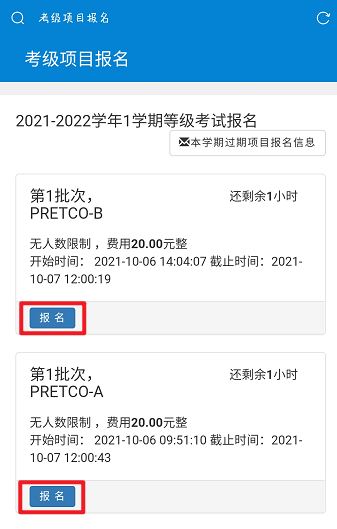 考级项目报名
考级项目报名
2021-2022学年1学期等级考试报名
本学期过期项目报名信息
第1批次，
还剩余1小时
PRETCO-B
无人数限制 ，费用20.00元整
开始时间： 2021-10-06 14:04:07 截止时间：2021-
10-07 12:00:19
报 名
第1批次，
还剩余1小时
PRETCO-A
无人数限制 ，费用20.00元整
开始时间： 2021-10-06 09:51:10 截止时间：2021-
10-07 12:00:43
报 名